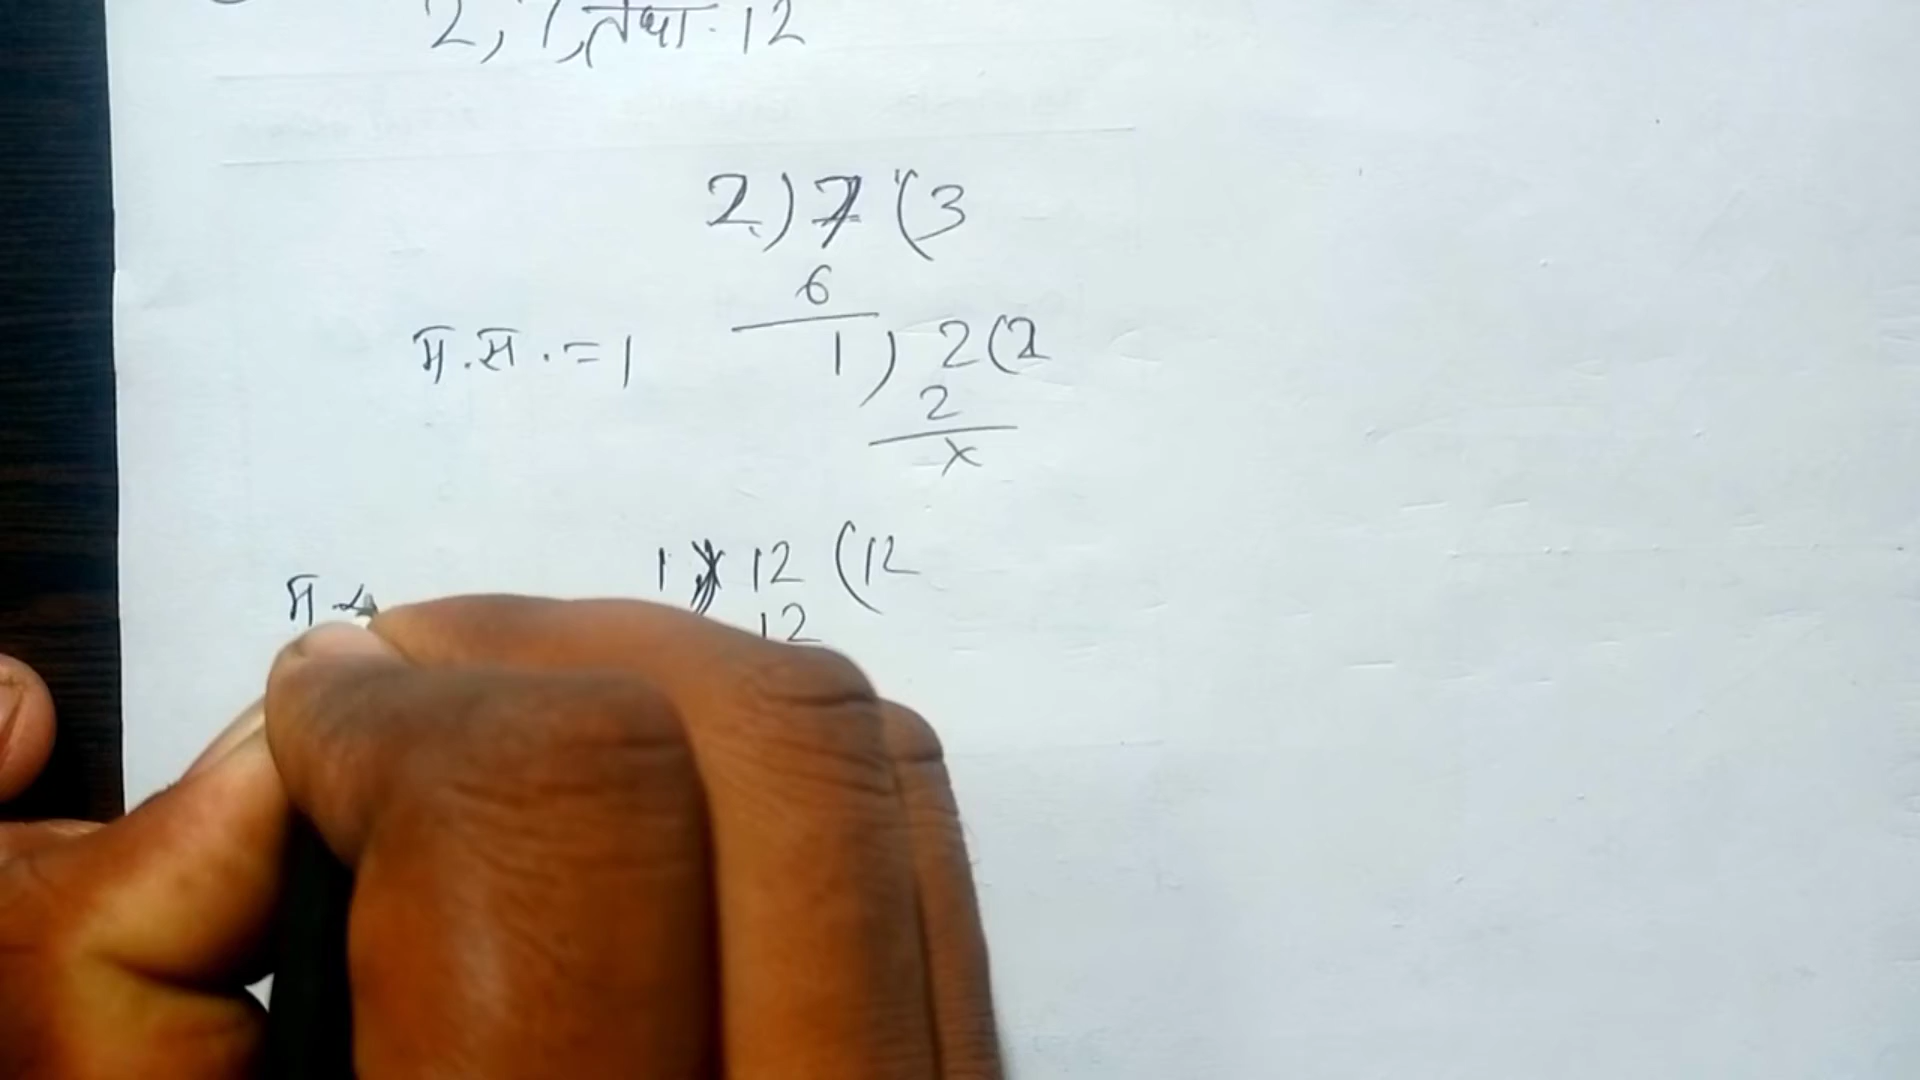 2, 7, तथा 12
2) 7 (3
6
म.स. = 1
1) 2 (2
2
x
1) 12 (12
12
म